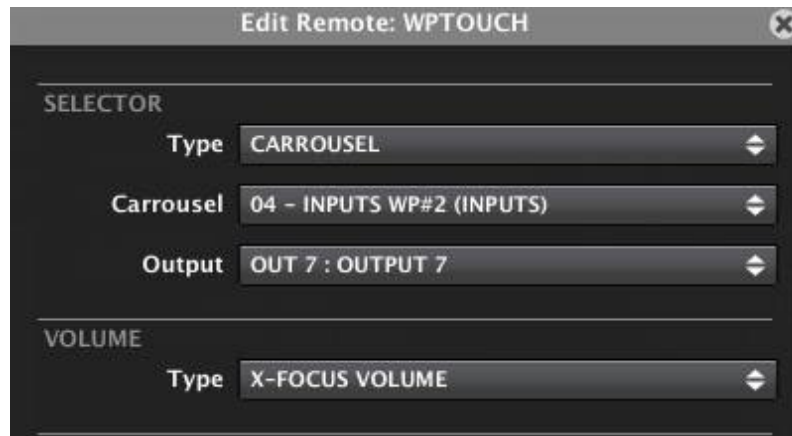 Edit Remote: WPTOUCH
SELECTOR
Type CARROUSEL
Carrousel 04 – INPUTS WP#2 (INPUTS)
Output OUT 7 : OUTPUT 7
VOLUME
Type X-FOCUS VOLUME